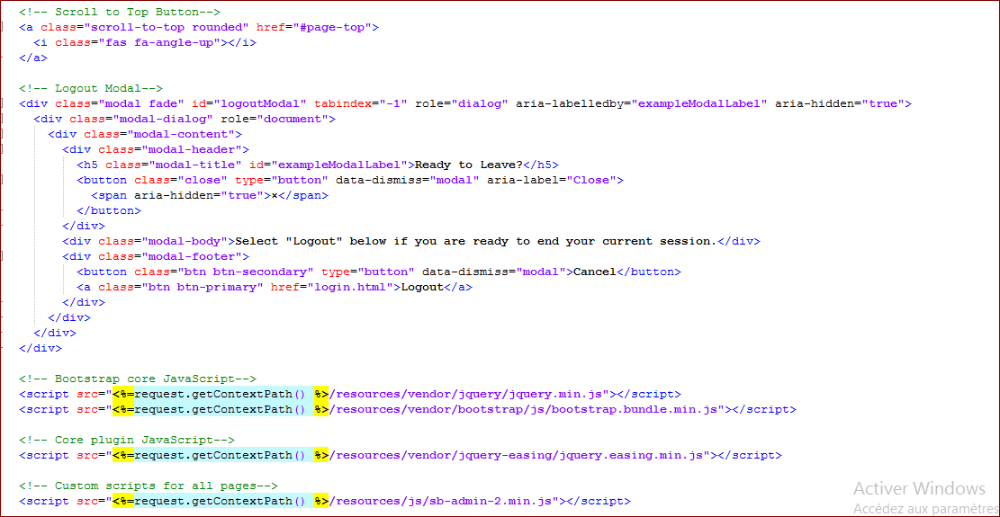 <!-- Scroll to Top Button-->
<a class="scroll-to-top rounded" href="#page-top">
<i class="fas fa-angle-up"></i>
</a>
<!-- Logout Modal-->
<div class="modal fade" id="logoutModal" tabindex="-1" role="dialog" aria-labelledby="exampleModalLabel" aria-hidden="true">
<div class="modal-dialog" role="document">
<div class="modal-content">
<div class="modal-header">
<h5 class="modal-title" id="exampleModalLabel">Ready to Leave?</h5>
<button class="close" type="button" data-dismiss="modal" aria-label="Close">
<span aria-hidden="true">×</span>
</button>
</div>
<div class="modal-body">Select "Logout" below if you are ready to end your current session.</div>
<div class="modal-footer">
<button class="btn btn-secondary" type="button" data-dismiss="modal">Cancel</button>
<a class="btn btn-primary" href="login.html">Logout</a>
</div>
</div>
</div>
</div>
<!-- Bootstrap core JavaScript-->
<script src="<%=request.getContextPath() %>/resources/vendor/jquery/jquery.min.js"></script>
<script src="<%=request.getContextPath() %>/resources/vendor/bootstrap/js/bootstrap.bundle.min.js"></script>
<!-- Core plugin JavaScript-->
<script src="<%=request.getContextPath() %>/resources/vendor/jquery-easing/jquery.easing.min.js"></script>
<!-- Custom scripts for all pages-->
<script src="<%=request.getContextPath() %>/resources/js/sb-admin-2.min.js"></script>
Activer Windows
Accédez aux paramètres